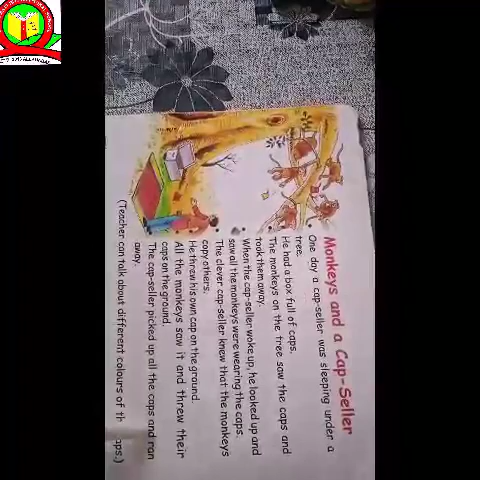 Monkeys and a Cap-Seller
One day a cap-seller was sleeping under a
tree.
He had a box full of caps.
The monkeys on the tree saw the caps and
took them away.
When the cap-seller woke up, he looked up and
saw all the monkeys were wearing the caps.
The clever cap-seller knew that the monkeys
copy others.
He threw his own cap on the ground.
All the monkeys saw it and threw their
caps on the ground.
The cap-seller picked up all the caps and ran
away.
(Teacher can talk about different colours of th aps.)